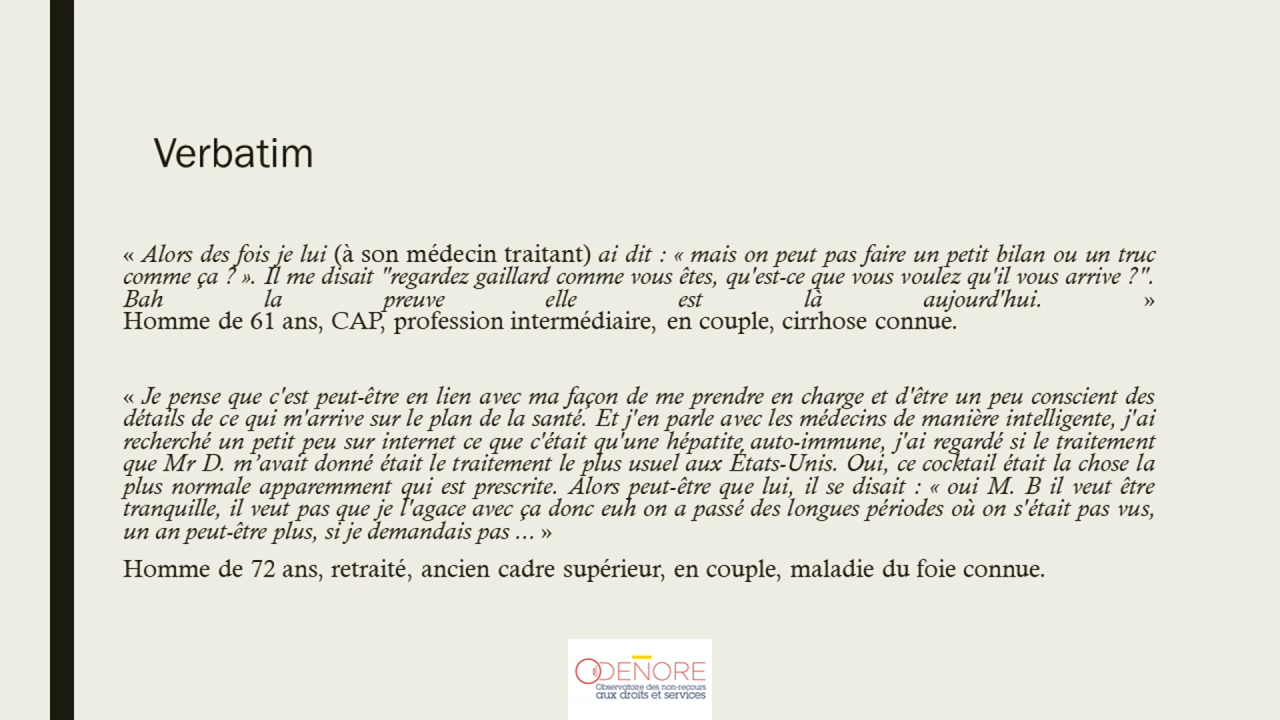 Verbatim
« Alors des fois je lui (à son médecin traitant) ai dit : « mais on peut pas faire un petit bilan ou un truc
comme ça ? ». Il me disait "regardez gaillard comme vous êtes, qu'est-ce que vous voulez qu'il vous arrive ?".
Bah la preuve elle est là aujourd'hui. »
Homme de 61 ans, CAP, profession intermédiaire, en couple, cirrhose connue.
« Je pense que c'est peut-être en lien avec ma façon de me prendre en charge et d'être un peu conscient des
détails de ce qui m'arrive sur le plan de la santé. Et j'en parle avec les médecins de manière intelligente, j'ai
recherché un petit peu sur internet ce que c'était qu'une hépatite auto-immune, j'ai regardé si le traitement
que Mr D. m'avait donné était le traitement le plus usuel aux États-Unis. Oui, ce cocktail était la chose la
plus normale apparemment qui est prescrite. Alors peut-être que lui, il se disait : « oui M. B il veut être
tranquille, il veut pas que je l'agace avec ça donc euh on a passé des longues périodes où on s'était pas vus,
un an peut-être plus, si je demandais pas ... »
Homme de 72 ans, retraité, ancien cadre supérieur, en couple, maladie du foie connue.
ODENORE
Observatoire des non-recours
aux droits et services